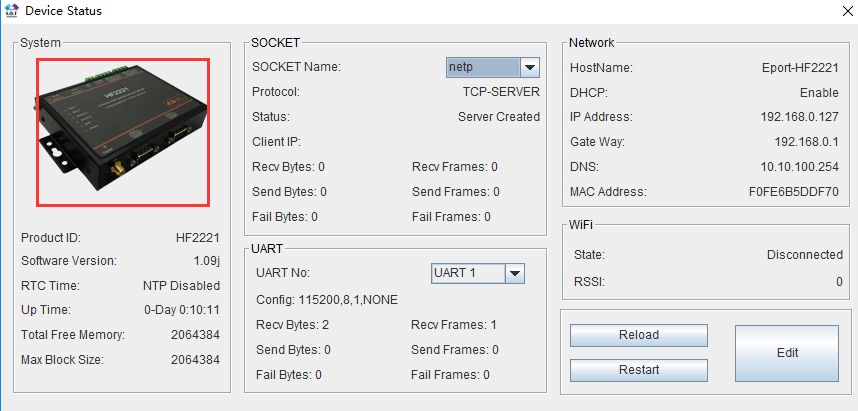 Device Status
System
HF2221
Product ID: HF2221
Software Version: 1.09j
RTC Time: NTP Disabled
Up Time: 0-Day 0:10:11
Total Free Memory: 2064384
Max Block Size: 2064384
SOCKET
SOCKET Name: netp
Protocol: TCP-SERVER
Status: Server Created
Client IP:
Recv Bytes: 0 Recv Frames: 0
Send Bytes: 0 Send Frames: 0
Fail Bytes: 0 Fail Frames: 0
UART
UART No: UART 1
Config: 115200,8,1,NONE
Recv Bytes: 2 Recv Frames: 1
Send Bytes: 0 Send Frames: 0
Fail Bytes: 0 Fail Frames: 0
Network
HostName: Eport-HF2221
DHCP: Enable
IP Address: 192.168.0.127
Gate Way: 192.168.0.1
DNS: 10.10.100.254
MAC Address: F0FE6B5DDF70
WiFi
State: Disconnected
RSSI: 0
Reload
Restart
Edit